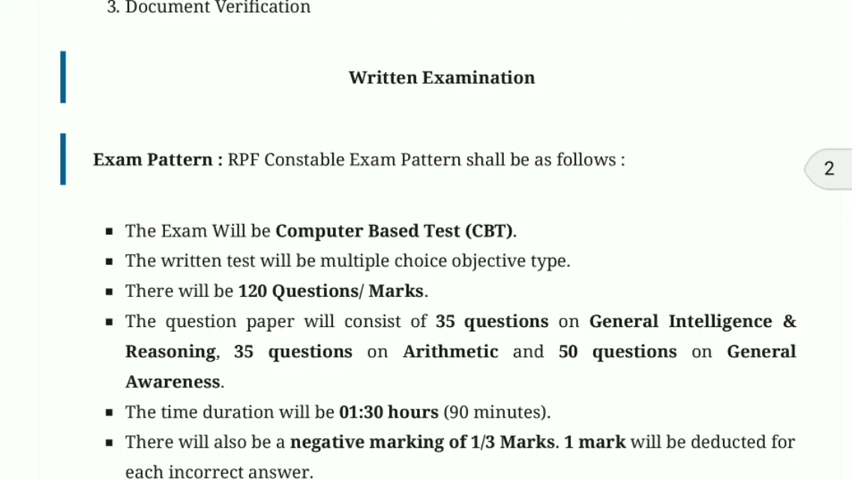 3. Document Verification
Written Examination
Exam Pattern : RPF Constable Exam Pattern shall be as follows :
2
▪ The Exam Will be Computer Based Test (CBT).
▪ The written test will be multiple choice objective type.
▪ There will be 120 Questions/ Marks.
▪ The question paper will consist of 35 questions on General Intelligence &
Reasoning, 35 questions on Arithmetic and 50 questions on General
Awareness.
▪ The time duration will be 01:30 hours (90 minutes).
▪ There will also be a negative marking of 1/3 Marks. 1 mark will be deducted for
each incorrect answer.